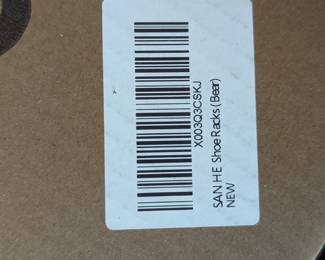 X003Q3CSKJ
SAN HE Shoe Racks (Bear)
NEW